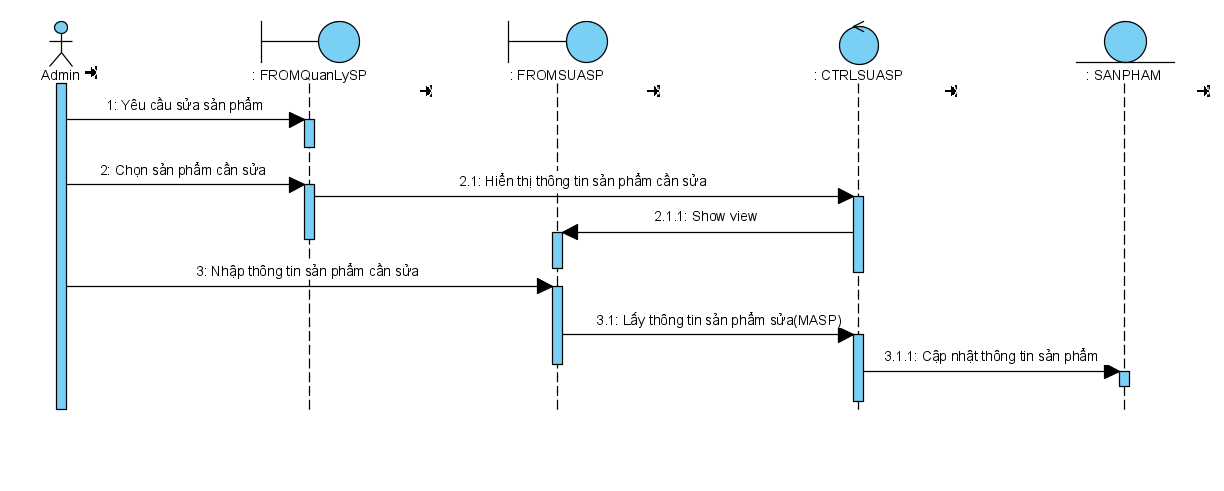 Admin
: FROMQuanLySP
: FROMSUASP
: CTRLSUASP
: SANPHAM
1: Yêu cầu sửa sản phẩm
2: Chọn sản phẩm cần sửa
2.1: Hiển thị thông tin sản phẩm cần sửa
2.1.1: Show view
3: Nhập thông tin sản phẩm cần sửa
3.1: Lấy thông tin sản phẩm sửa(MASP)
3.1.1: Cập nhật thông tin sản phẩm